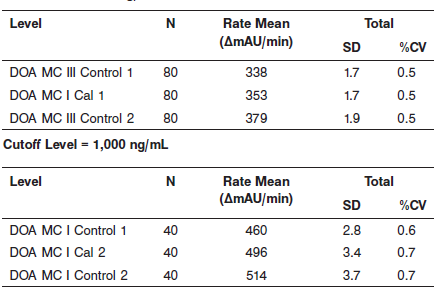 Level N Rate Mean (ΔmAU/min) Total
SD %CV
DOA MC III Control 1 80 338 1.7 0.5
DOA MC I Cal 1 80 353 1.7 0.5
DOA MC III Control 2 80 379 1.9 0.5
Cutoff Level = 1,000 ng/mL
Level N Rate Mean (ΔmAU/min) Total
SD %CV
DOA MC I Control 1 40 460 2.8 0.6
DOA MC I Cal 2 40 496 3.4 0.7
DOA MC I Control 2 40 514 3.7 0.7